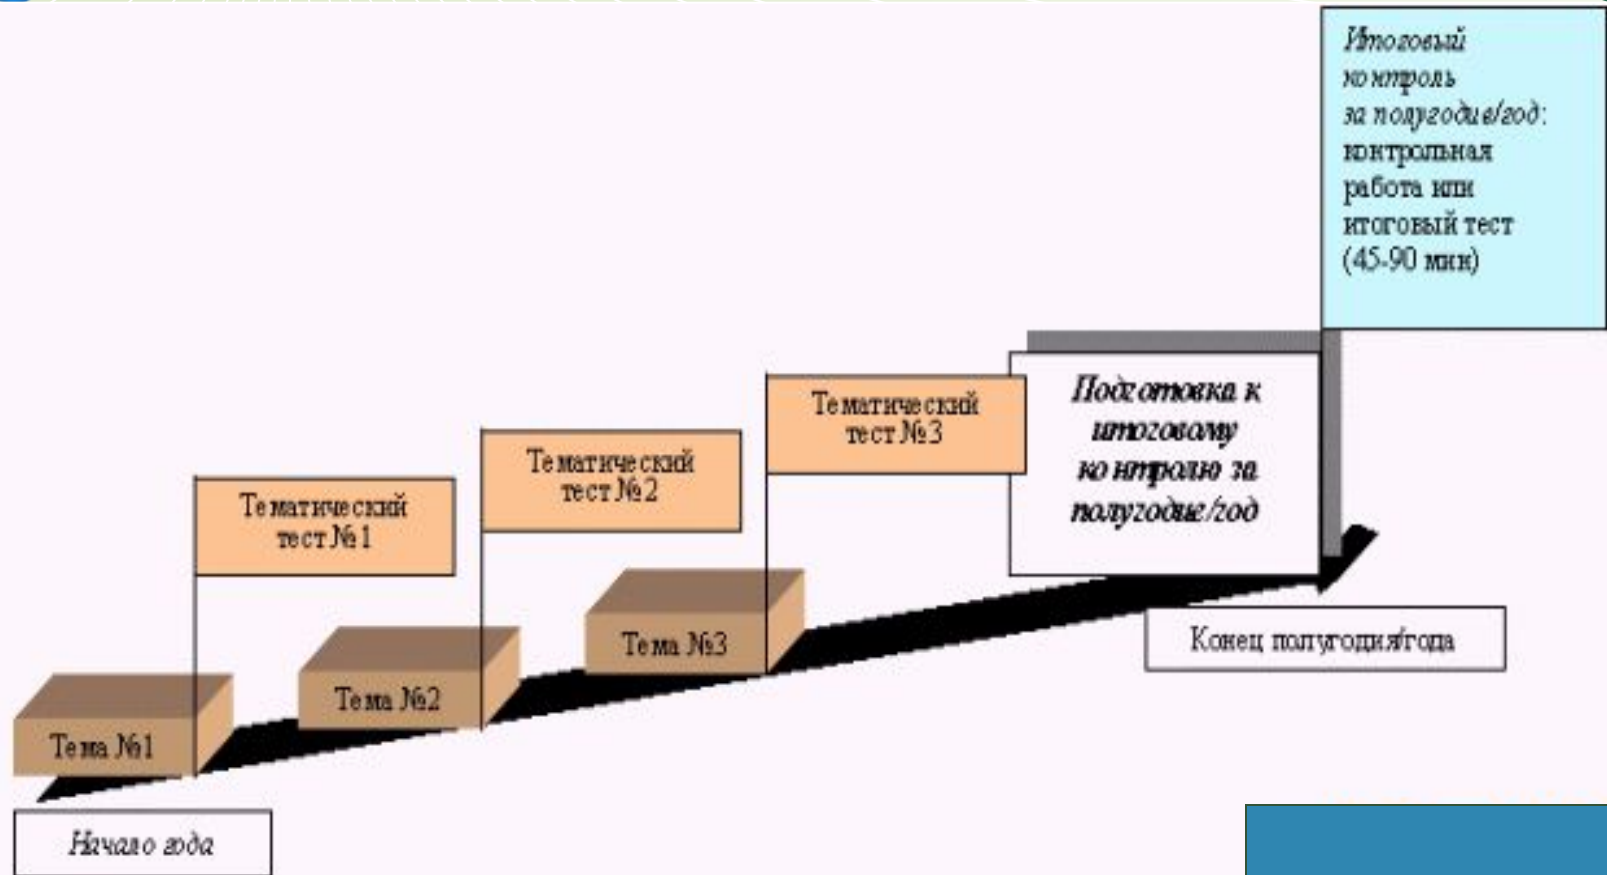 Итоговый
контроль
за полугодие/год:
контрольная
работа или
итоговый тест
(45-90 мин)
Подготовка к
итоговому
контролю за
полугодие/год
Тематический
тест №3
Тематический
тест №2
Тематический
тест №1
Тема №3
Тема №2
Тема №1
Конец полугодия/года
Начало года